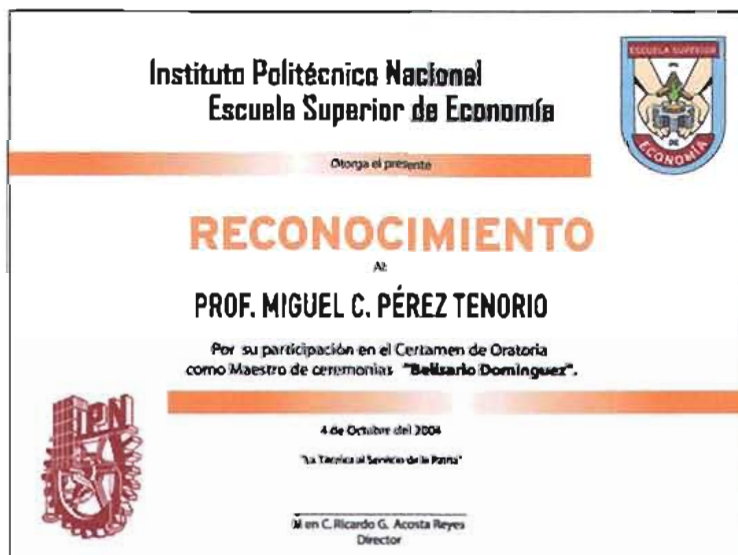 Instituto Politécnico Nacional
Escuela Superior de Economía
ESCUELA SUPERIOR
DE
ECONOMÍA
Otorga el presente
RECONOCIMIENTO
Al:
PROF. MIGUEL C. PÉREZ TENORIO
Por su participación en el Certamen de Oratoria
como Maestro de ceremonias "Belisario Domínguez".
IPN
4 de Octubre del 2004
"La Técnica al Servicio de la Patria"
M en C. Ricardo G. Acosta Reyes
Director